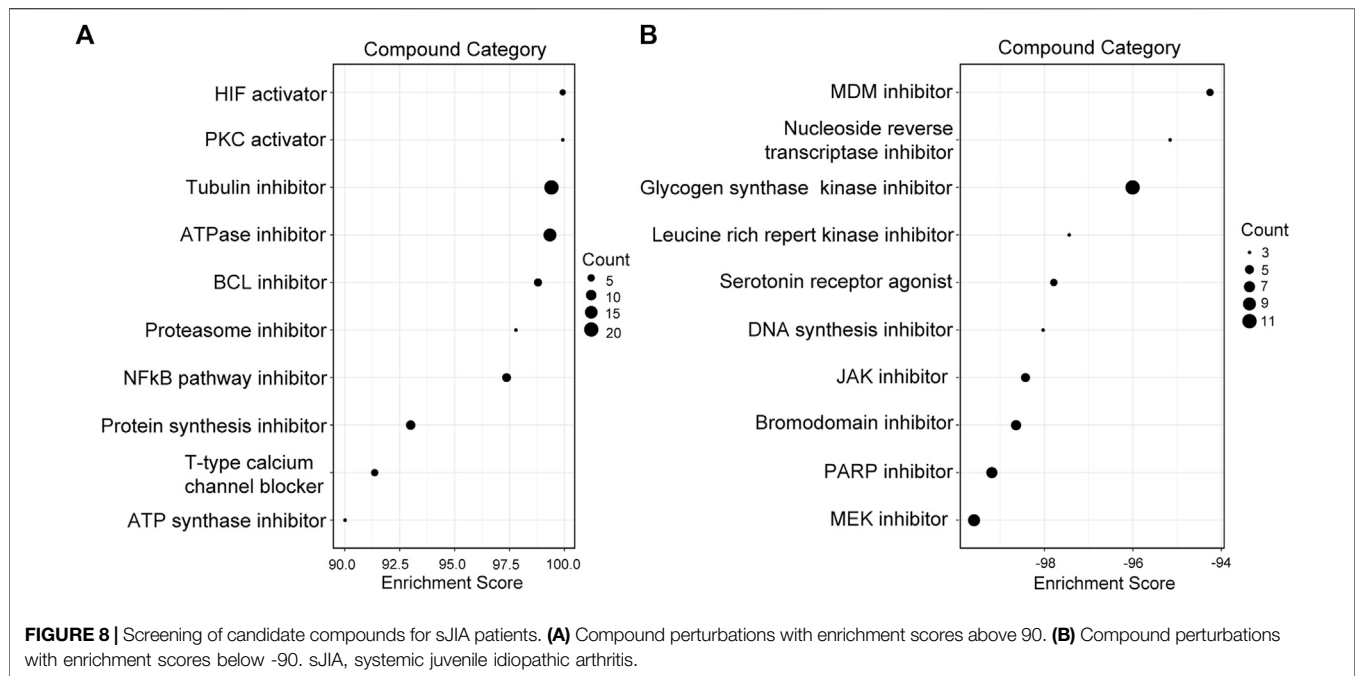 A
Compound Category
HIF activator
PKC activator
Tubulin inhibitor
ATPase inhibitor
BCL inhibitor
Proteasome inhibitor
NFkB pathway inhibitor
Protein synthesis inhibitor
T-type calcium
channel blocker
ATP synthase inhibitor
90.0 92.5 95.0 97.5 100.0
Enrichment Score
Count
5
10
15
20
B
Compound Category
MDM inhibitor
Nucleoside reverse
transcriptase inhibitor
Glycogen synthase kinase inhibitor
Leucine rich repert kinase inhibitor
Serotonin receptor agonist
DNA synthesis inhibitor
JAK inhibitor
Bromodomain inhibitor
PARP inhibitor
MEK inhibitor
-98 -96 -94
Enrichment Score
Count
3
5
7
9
11
FIGURE 8 | Screening of candidate compounds for sJIA patients. (A) Compound perturbations with enrichment scores above 90. (B) Compound perturbations
with enrichment scores below -90. sJIA, systemic juvenile idiopathic arthritis.